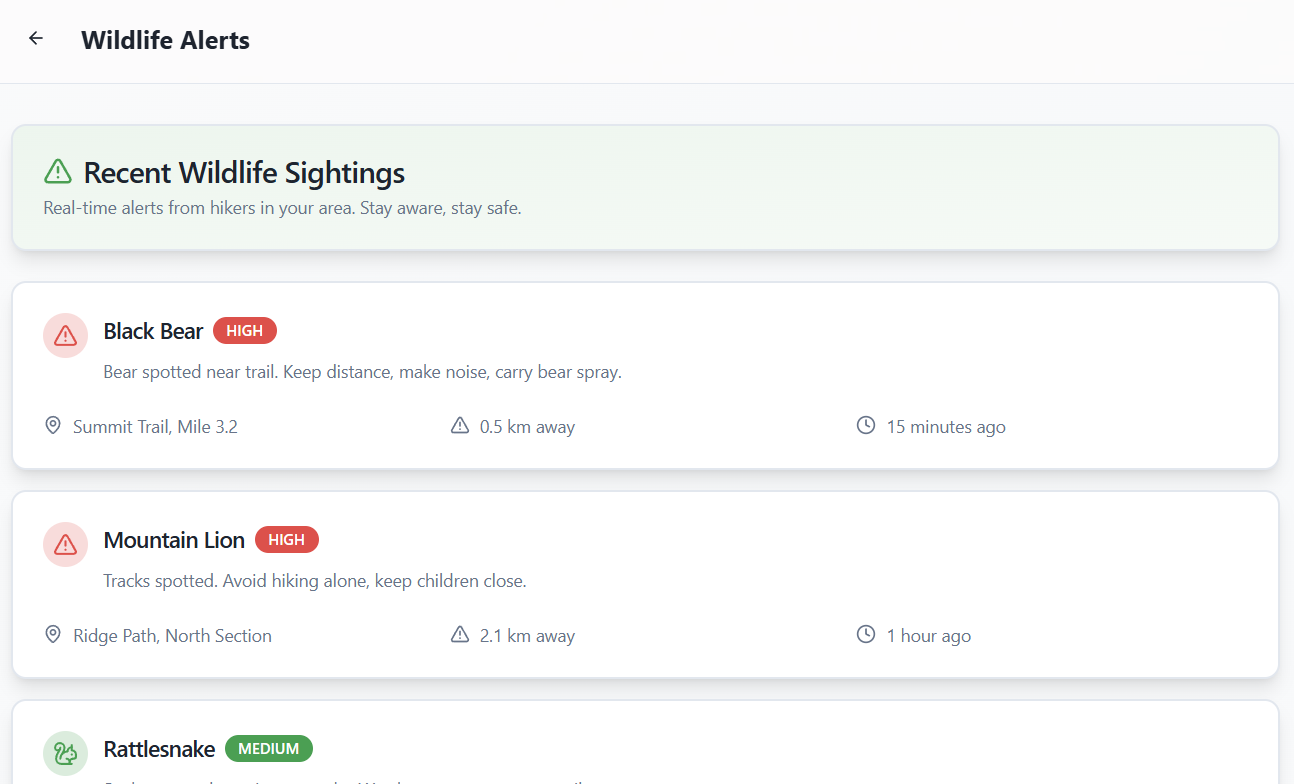 Wildlife Alerts
Recent Wildlife Sightings
Real-time alerts from hikers in your area. Stay aware, stay safe.
Black Bear HIGH
Bear spotted near trail. Keep distance, make noise, carry bear spray.
Summit Trail, Mile 3.2 0.5 km away 15 minutes ago
Mountain Lion HIGH
Tracks spotted. Avoid hiking alone, keep children close.
Ridge Path, North Section 2.1 km away 1 hour ago
Rattlesnake MEDIUM